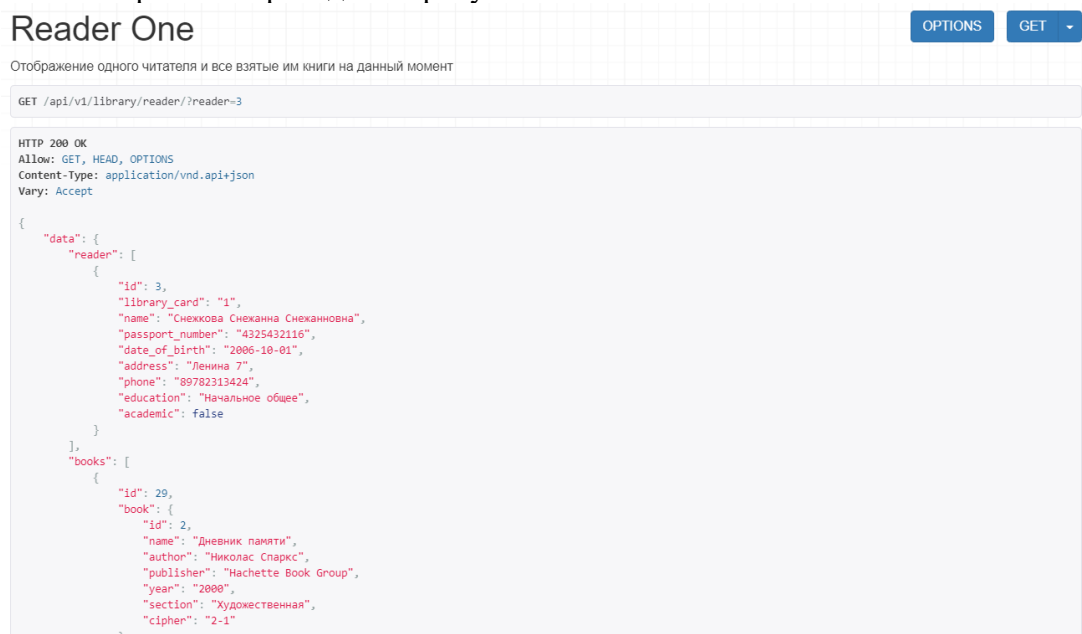 Reader One
OPTIONS
GET
Отображение одного читателя и все взятые им книги на данный момент
GET /api/v1/library/reader/?reader=3
HTTP 200 OK
Allow: GET, HEAD, OPTIONS
Content-Type: application/vnd.api+json
Vary: Accept
{
"data": {
"reader": [
{
"id": 3,
"library_card": "1",
"name": "Снежкова Снежанна Снежанновна",
"passport_number": "4325432116",
"date_of_birth": "2006-10-01",
"address": "Ленина 7",
"phone": "89782313424",
"education": "Начальное общее",
"academic": false
}
],
"books": [
{
"id": 29,
"book": {
"id": 2,
"name": "Дневник памяти",
"author": "Николас Спаркс",
"publisher": "Hachette Book Group",
"year": "2000",
"section": "Художественная",
"cipher": "2-1"